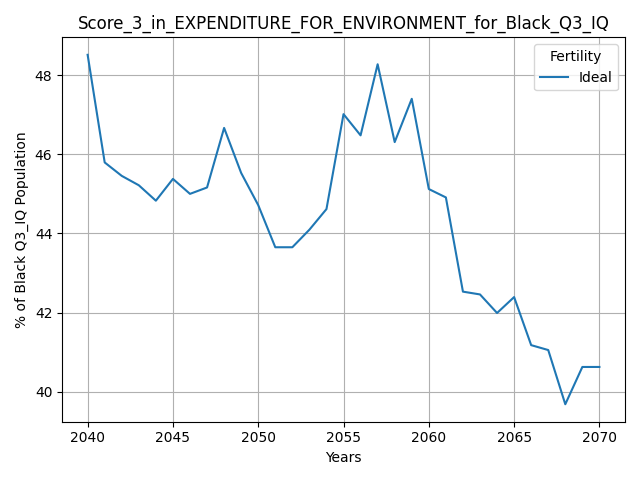 Score_3_in_EXPENDITURE_FOR_ENVIRONMENT_for_Black_Q3_IQ
Fertility
Ideal
% of Black Q3_IQ Population
48
46
44
42
40
2040 2045 2050 2055 2060 2065 2070
Years